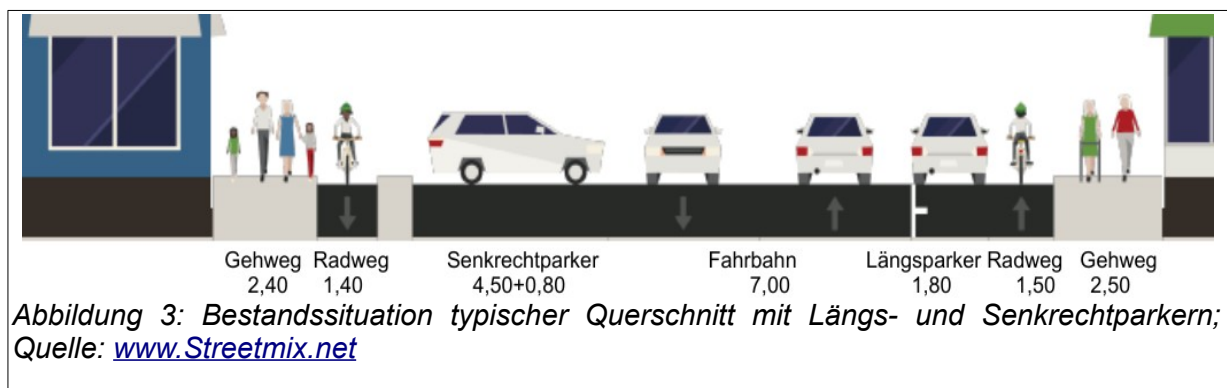 Gehweg Radweg Senkrechtparker Fahrbahn Längsparker Radweg Gehweg
2,40 1,40 4,50+0,80 7,00 1,80 1,50 2,50
Abbildung 3: Bestandssituation typischer Querschnitt mit Längs- und Senkrechtparkern;
Quelle: www.Streetmix.net